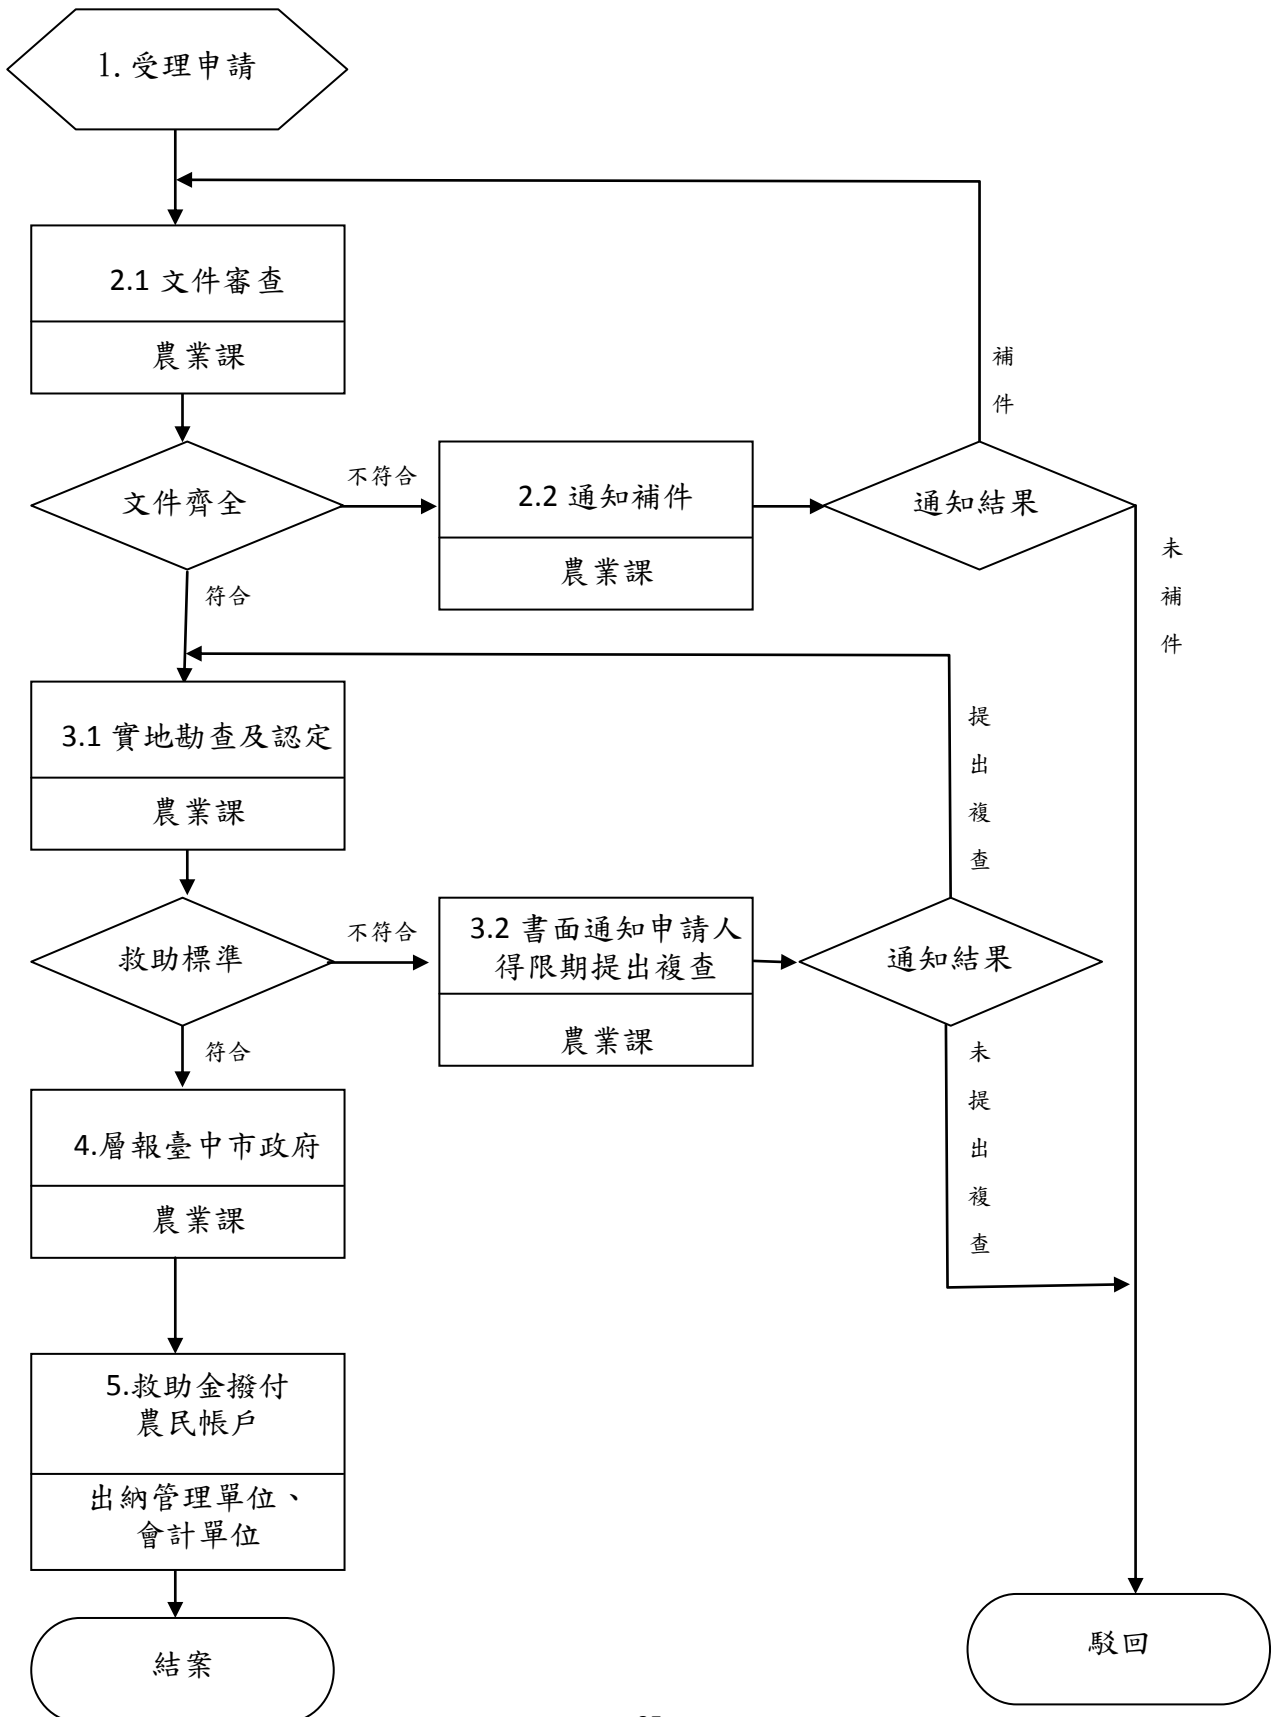 1.受理申請
2.1 文件審查
農業課
補
件
文件齊全
不符合
2.2 通知補件
農業課
通知結果
未
補
件
符合
3.1 實地勘查及認定
農業課
提
出
複
查
救助標準
不符合
3.2 書面通知申請人
得限期提出複查
農業課
通知結果
符合
未
提
出
複
查
4.層報臺中市政府
農業課
5.救助金撥付
農民帳戶
出納管理單位、
會計單位
結案
駁回